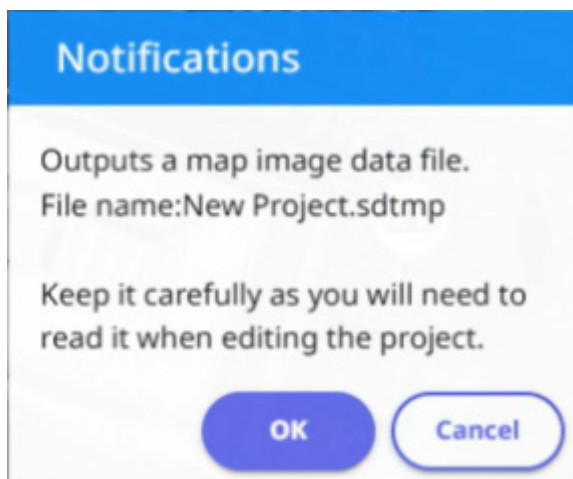 Notifications
Outputs a map image data file.
File name:New Project.sdtmp
Keep it carefully as you will need to
read it when editing the project.
OK
Cancel